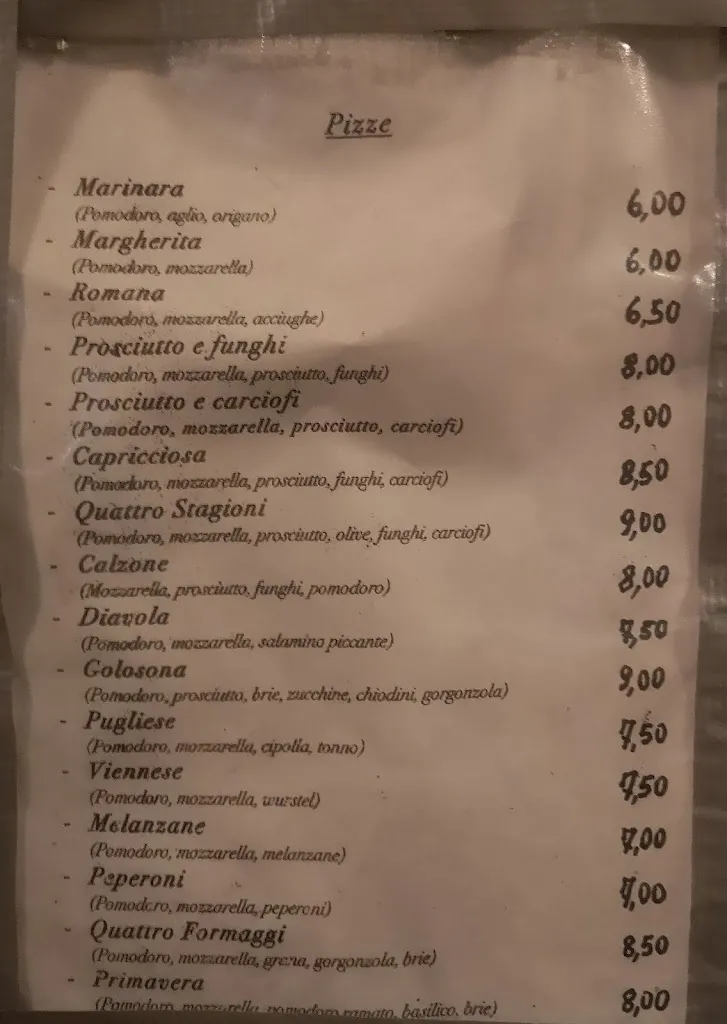 Pizze
- Marinara
(Pomodoro, aglio, origano) 6,00
- Margherita
(Pomodoro, mozzarella) 6,00
- Romana
(Pomodoro, mozzarella, acciughe) 6,50
- Prosciutto e funghi
(Pomodoro, mozzarella, prosciutto, funghi) 8,00
- Prosciutto e carciofi
(Pomodoro, mozzarella, prosciutto, carciofi) 8,00
- Capricciosa
(Pomodoro, mozzarella, prosciutto, funghi, carciofi) 8,50
- Quattro Stagioni
(Pomodoro, mozzarella, prosciutto, olive, funghi, carciofi) 9,00
- Calzone
(Mozzarella, prosciutto, funghi, pomodoro) 8,00
- Diavola
(Pomodoro, mozzarella, salamino piccante) 7,50
- Golosona
(Pomodoro, prosciutto, brie, zucchine, chiodini, gorgonzola) 9,00
- Pugliese
(Pomodoro, mozzarella, cipolla, tonno) 7,50
- Viennese
(Pomodoro, mozzarella, wurstel) 7,50
- Melanzane
(Pomodoro, mozzarella, melanzane) 7,00
- Peperoni
(Pomodoro, mozzarella, peperoni) 7,00
- Quattro Formaggi
(Pomodoro, mozzarella, grana, gorgonzola, brie) 8,50
- Primavera
(Pomodoro, mozzarella, pomodoro ramato, basilico, brie) 8,00